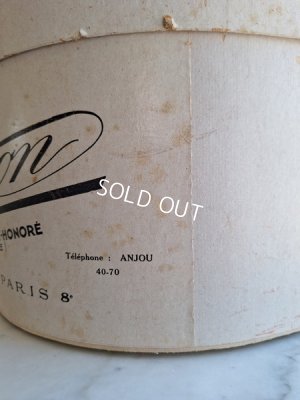 on
SOLD OUT
-HONORÉ
Téléphone : ANJOU
40-70
PARIS 8e